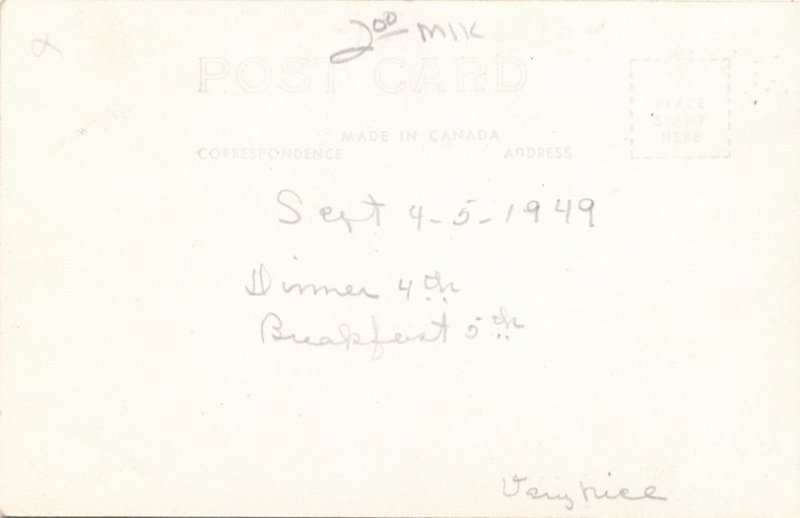 2.00 MIK
POST CARD
PLACE
STAMP
HERE
MADE IN CANADA
CORRESPONDENCE ADDRESS
Sept 4-5-1949
Dinner 4th
Breakfast 5th
Very nice